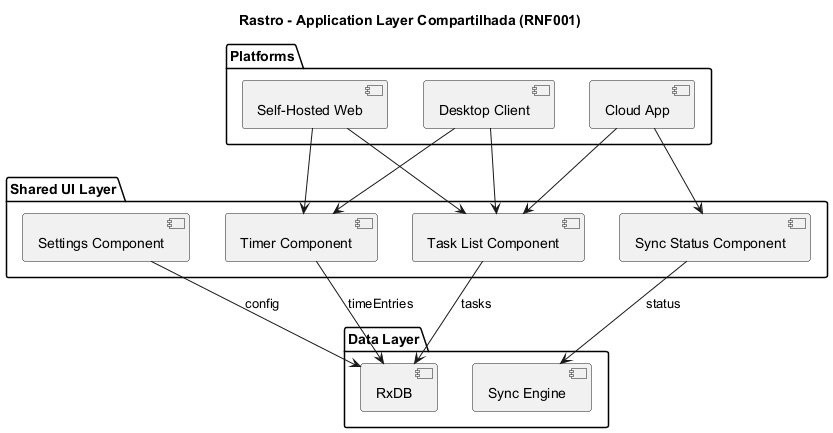 Rastro - Application Layer Compartilhada (RNF001)
Platforms
Self-Hosted Web
Desktop Client
Cloud App
Shared UI Layer
Settings Component
Timer Component
Task List Component
Sync Status Component
config
timeEntries
tasks
status
Data Layer
RxDB
Sync Engine